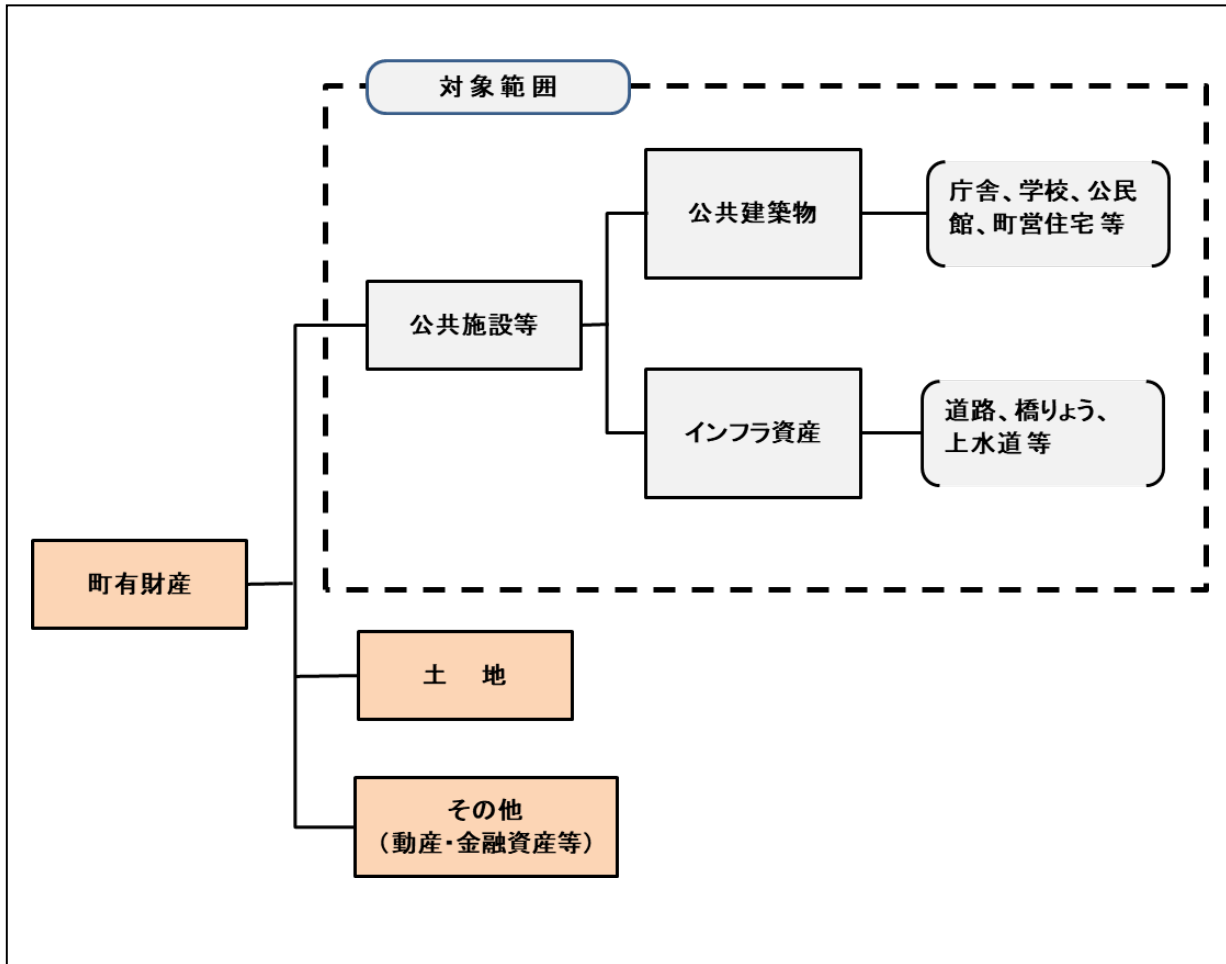 対象範囲
公共建築物
庁舎、学校、公民
館、町営住宅等
公共施設等
インフラ資産
道路、橋りょう、
上水道等
町有財産
土　地
その他
（動産・金融資産等）